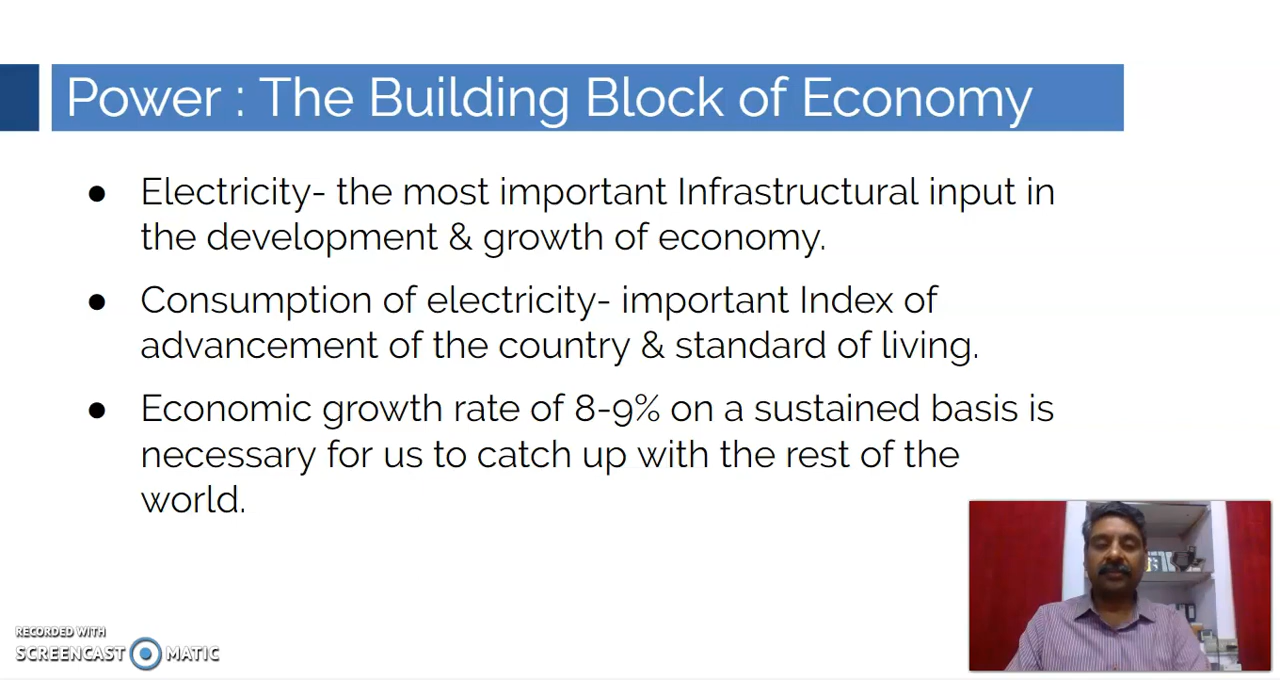 Power : The Building Block of Economy
● Electricity- the most important Infrastructural input in
the development & growth of economy.
● Consumption of electricity- important Index of
advancement of the country & standard of living.
● Economic growth rate of 8-9% on a sustained basis is
necessary for us to catch up with the rest of the
world.
RECORDED WITH
SCREENCAST MATIC